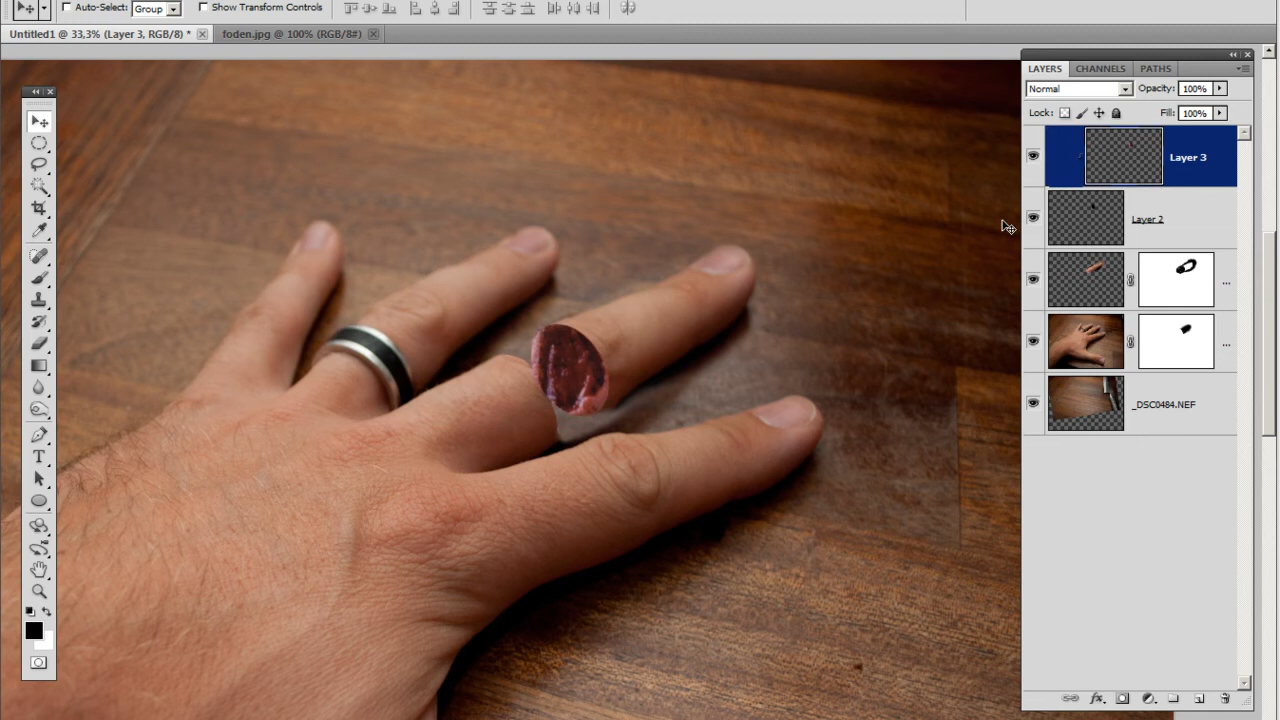 Auto-Select: Group Show Transform Controls
Untitled1 @ 33,3% (Layer 3, RGB/8) * foden.jpg @ 100% (RGB/8#)
LAYERS CHANNELS PATHS
Normal Opacity: 100%
Lock: Fill: 100%
Layer 3
Layer 2
...
...
_DSC0484.NEF
T
fx